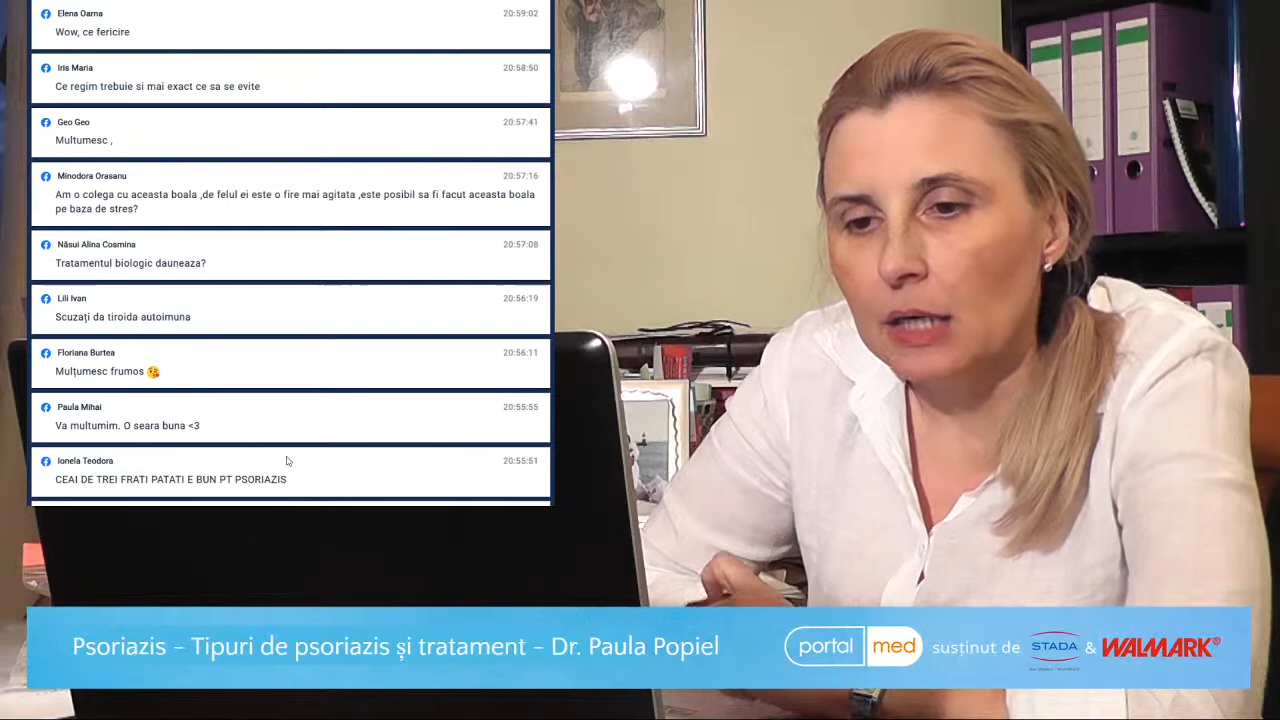 Elena Oarna 20:59:02
Wow, ce fericire
Iris Maria 20:58:50
Ce regim trebuie si mai exact ce sa se evite
Geo Geo 20:57:41
Multumesc ,
Minodora Orasanu 20:57:16
Am o colega cu aceasta boala ,de felul ei este o fire mai agitata ,este posibil sa fi facut aceasta boala
pe baza de stres?
Năsui Alina Cosmina 20:57:08
Tratamentul biologic dauneaza?
Lili Ivan 20:56:19
Scuzați da tiroida autoimuna
Floriana Burtea 20:56:11
Mulțumesc frumos 😘
Paula Mihai 20:55:55
Va multumim. O seara buna <3
Ionela Teodora 20:55:51
CEAI DE TREI FRATI PATATI E BUN PT PSORIAZIS
Psoriazis – Tipuri de psoriazis și tratament – Dr. Paula Popiel
portal med susținut de STADA & WALMARK®